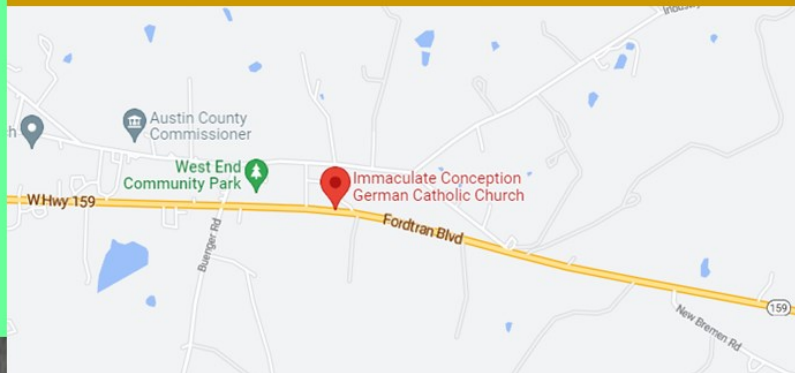 Industry
h
Austin County
Commissioner
West End
Community Park
Immaculate Conception
German Catholic Church
W Hwy 159
Fordtran Blvd
Buenger Rd
159
New Bremen Rd